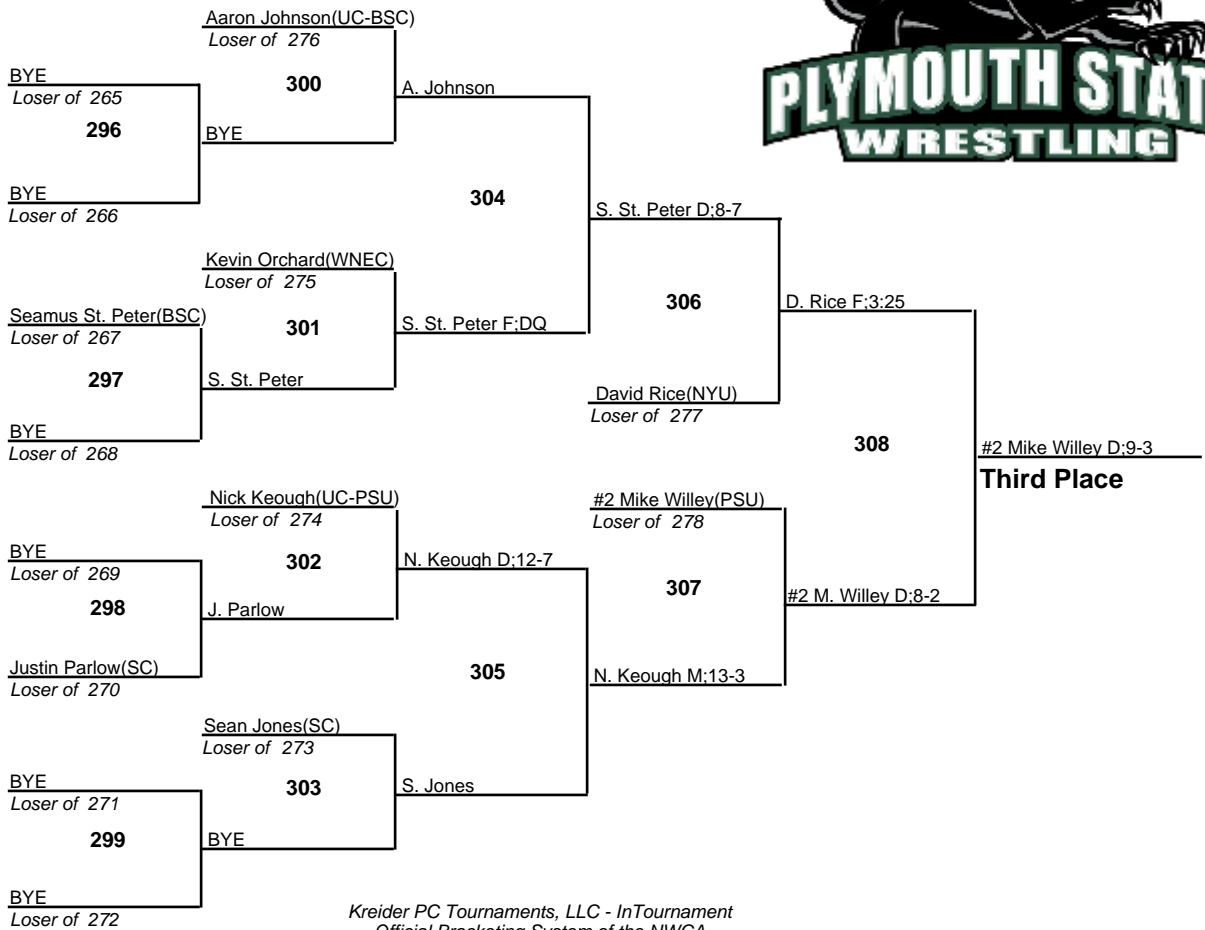 Aaron Johnson(UC-BSC)
Loser of 276
BYE
Loser of 265
300
A. Johnson
296
BYE
BYE
Loser of 266
304
S. St. Peter D;8-7
Kevin Orchard(WNEC)
Loser of 275
Seamus St. Peter(BSC)
Loser of 267
301
S. St. Peter F;DQ
306
D. Rice F;3:25
297
S. St. Peter
David Rice(NYU)
Loser of 277
BYE
Loser of 268
308
#2 Mike Willey D;9-3
Third Place
Nick Keough(UC-PSU)
Loser of 274
#2 Mike Willey(PSU)
Loser of 278
BYE
Loser of 269
302
N. Keough D;12-7
307
#2 M. Willey D;8-2
298
J. Parlow
Justin Parlow(SC)
Loser of 270
305
N. Keough M;13-3
Sean Jones(SC)
Loser of 273
BYE
Loser of 271
303
S. Jones
299
BYE
BYE
Loser of 272
Kreider PC Tournaments, LLC - InTournament
Official Bracketing System of the NWCA
PLYMOUTH STAT
WRESTLING